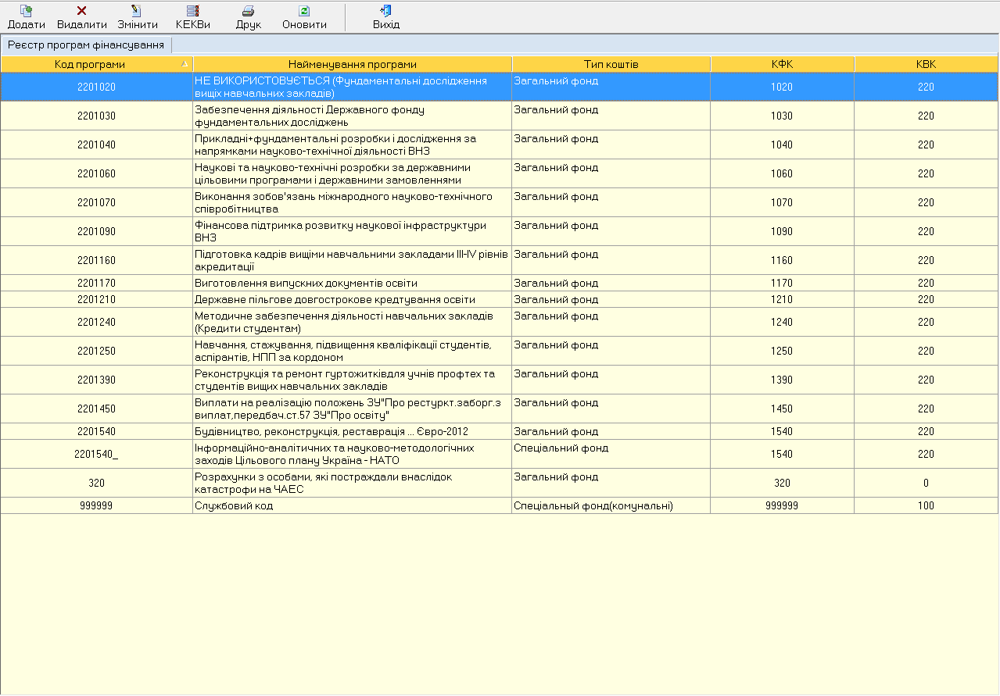 Додати Видалити Змінити КЕКВи Друк Оновити Вихід
Реєстр програм фінансування
Код програми Найменування програми Тип коштів КФК КВК
2201020 НЕ ВИКОРИСТОВУЄТЬСЯ (Фундаментальні дослідження Загальний фонд 1020 220
вищіх навчальних закладів)
2201030 Забезпечення діяльності Державного фонду Загальний фонд 1030 220
фундаментальних досліджень
2201040 Прикладні+фундаментальні розробки і дослідження за Загальний фонд 1040 220
напрямками науково-технічної діяльності ВНЗ
2201060 Наукові та науково-технічні розробки за державними Загальний фонд 1060 220
цільовими програмами і державними замовленнями
2201070 Виконання зобов'язань міжнародного науково-технічного Загальний фонд 1070 220
співробітництва
2201090 Фінансова підтримка розвитку наукової інфраструктури Загальний фонд 1090 220
ВНЗ
2201160 Підготовка кадрів вищіми навчальними закладами III-IV рівнів Загальний фонд 1160 220
акредитації
2201170 Виготовлення випускних документів освіти Загальний фонд 1170 220
2201210 Державне пільгове довгострокове кредтування освіти Загальний фонд 1210 220
2201240 Методичне забезпечення діяльності навчальних закладів Загальний фонд 1240 220
(Кредити студентам)
2201250 Навчання, стажування, підвищення кваліфікації студентів, Загальний фонд 1250 220
аспірантів, НПП за кордоном
2201390 Реконструкція та ремонт гуртожитківдля учнів профтех та Загальний фонд 1390 220
студентів вищих навчальних закладів
2201450 Виплати на реалізацію положень ЗУ"Про рестуркт.заборг.з Загальний фонд 1450 220
виплат,передбач.ст.57 ЗУ"Про освіту"
2201540 Будівництво, реконструкція, реставрація ... Євро-2012 Загальний фонд 1540 220
2201540_ Інформаційно-аналітичних та науково-методологічних Спеціальний фонд 1540 220
заходів Цільового плану Україна - НАТО
320 Розрахунки з особами, які постраждали внаслідок Загальний фонд 320 0
катастрофи на ЧАЕС
999999 Службовий код Спеціальный фонд(комунальні) 999999 100